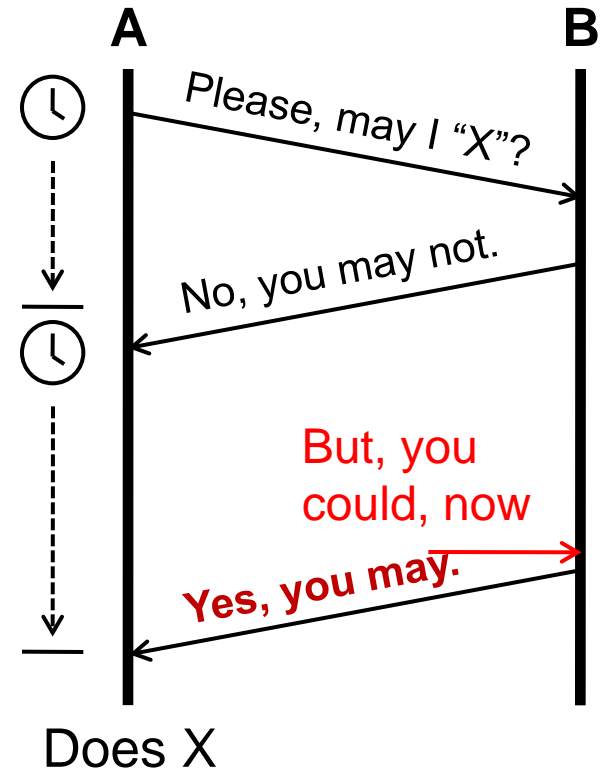 A
B
Please, may I “X”?
No, you may not.
But, you
could, now
Yes, you may.
Does X